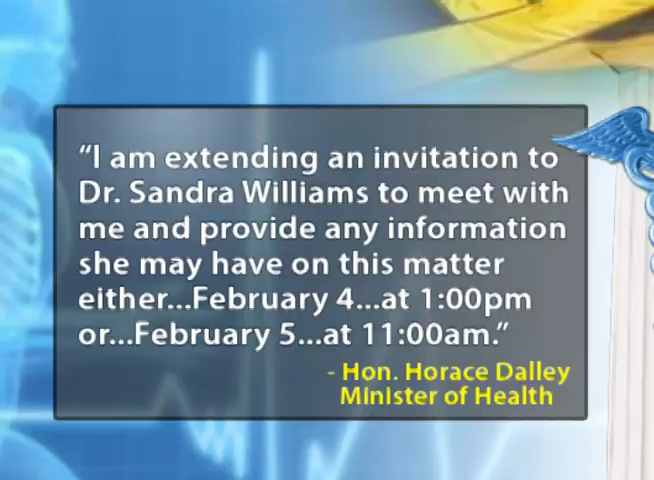 “I am extending an invitation to
Dr. Sandra Williams to meet with
me and provide any information
she may have on this matter
either...February 4...at 1:00pm
or...February 5...at 11:00am.”
- Hon. Horace Dalley
Minister of Health